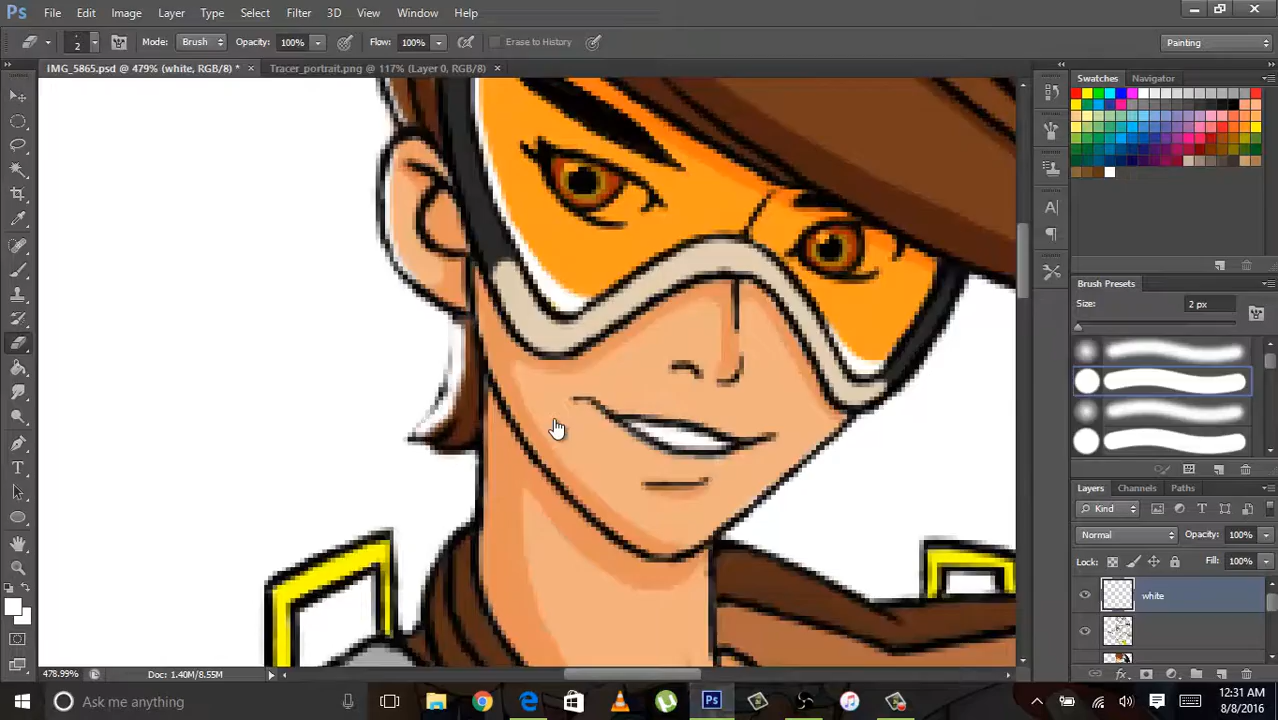 Ps File Edit Image Layer Type Select Filter 3D View Window Help
2 Mode: Brush Opacity: 100% Flow: 100% Erase to History Painting
IMG_5865.psd @ 479% (white, RGB/8) * × Tracer_portrait.png @ 117% (Layer 0, RGB/8) ×
Swatches Navigator
Brush Presets
Size: 2 px
Layers Channels Paths
Kind
Normal Opacity: 100%
Lock: Fill: 100%
white
478.99% Doc: 1.40M/8.55M
Ask me anything
12:31 AM
8/8/2016